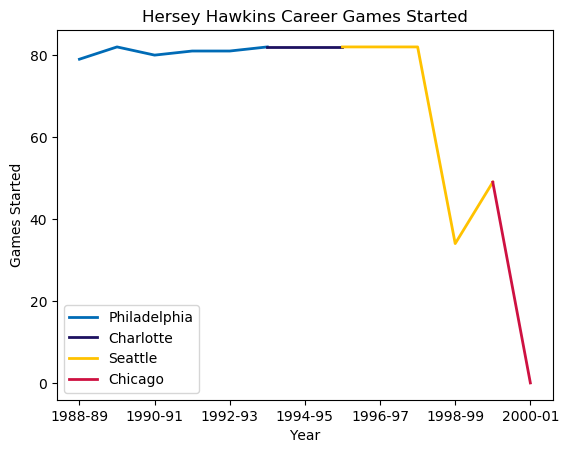 Hersey Hawkins Career Games Started
Games Started
80
60
40
20
0
Philadelphia
Charlotte
Seattle
Chicago
1988-89 1990-91 1992-93 1994-95 1996-97 1998-99 2000-01
Year